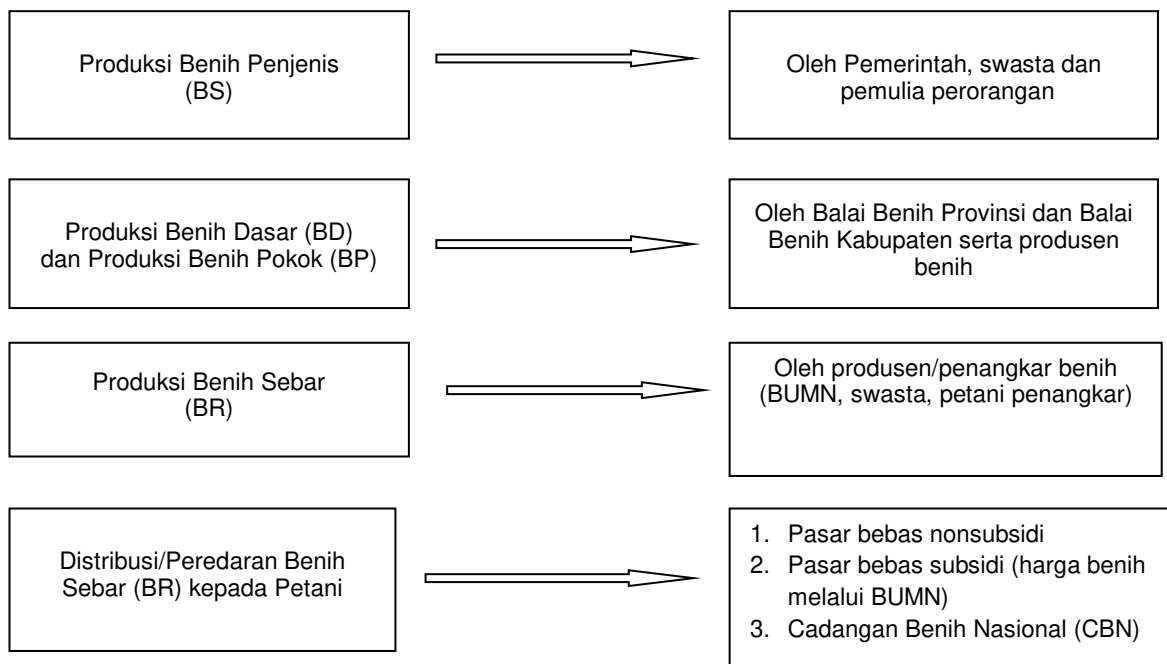 Produksi Benih Penjenis
(BS)
Oleh Pemerintah, swasta dan
pemulia perorangan
Produksi Benih Dasar (BD)
dan Produksi Benih Pokok (BP)
Oleh Balai Benih Provinsi dan Balai
Benih Kabupaten serta produsen
benih
Produksi Benih Sebar
(BR)
Oleh produsen/penangkar benih
(BUMN, swasta, petani penangkar)
Distribusi/Peredaran Benih
Sebar (BR) kepada Petani
1. Pasar bebas nonsubsidi
2. Pasar bebas subsidi (harga benih
melalui BUMN)
3. Cadangan Benih Nasional (CBN)